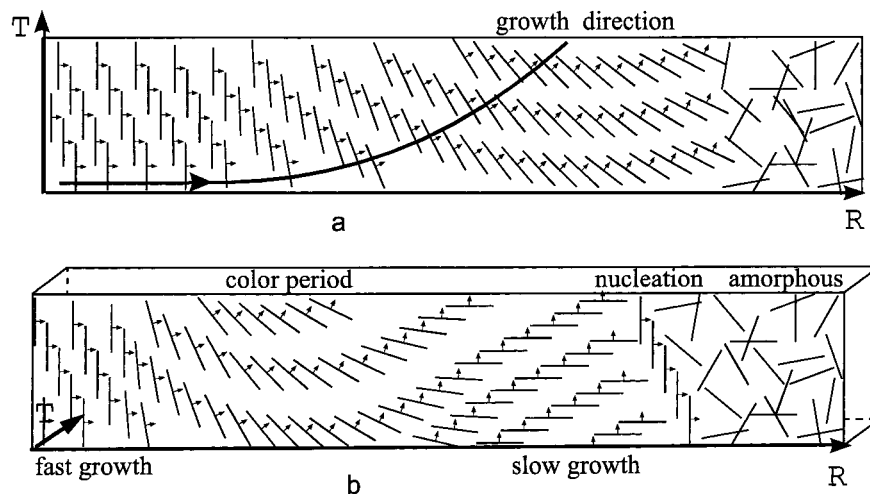 T
growth direction
a
R
color period
nucleation
amorphous
T
fast growth
slow growth
R
b